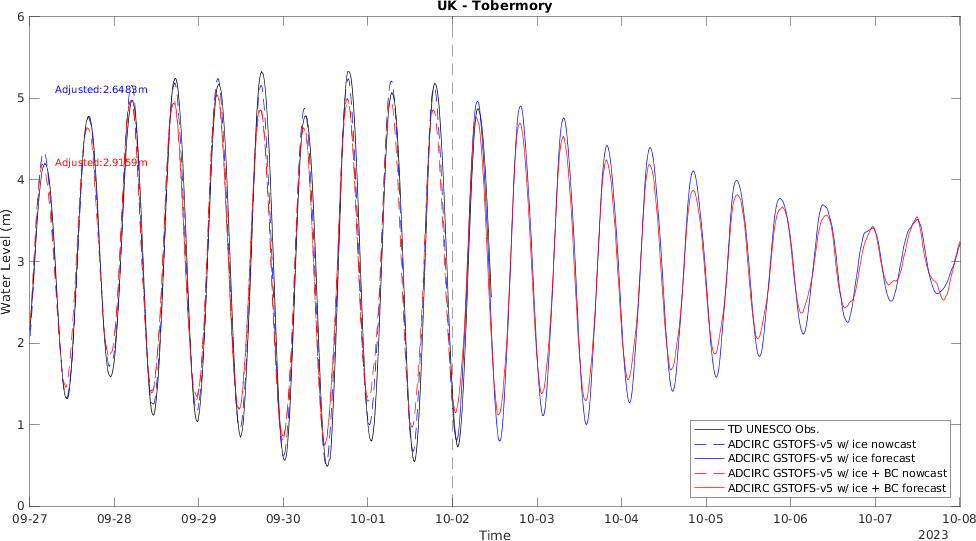 UK - Tobermory
6
5
4
3
2
1
0
Water Level (m)
Adjusted:2.6483m
Adjusted:2.9159m
TD UNESCO Obs.
ADCIRC GSTOFS-v5 w/ ice nowcast
ADCIRC GSTOFS-v5 w/ ice forecast
ADCIRC GSTOFS-v5 w/ ice + BC nowcast
ADCIRC GSTOFS-v5 w/ ice + BC forecast
09-27 09-28 09-29 09-30 10-01 10-02 10-03 10-04 10-05 10-06 10-07 10-08
Time
2023